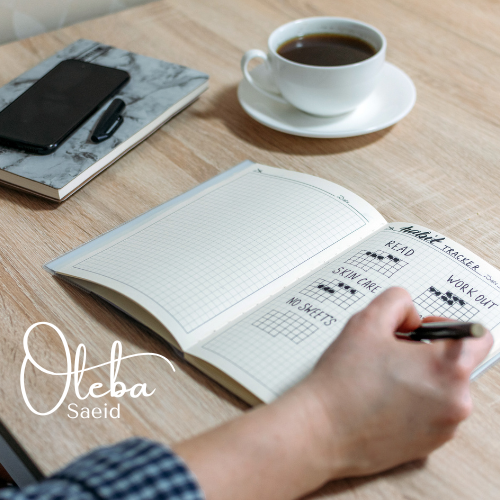 habit TRACKER
READ
WORK OUT
SKIN CARE
NO SWEETS
Oleba
Saeid